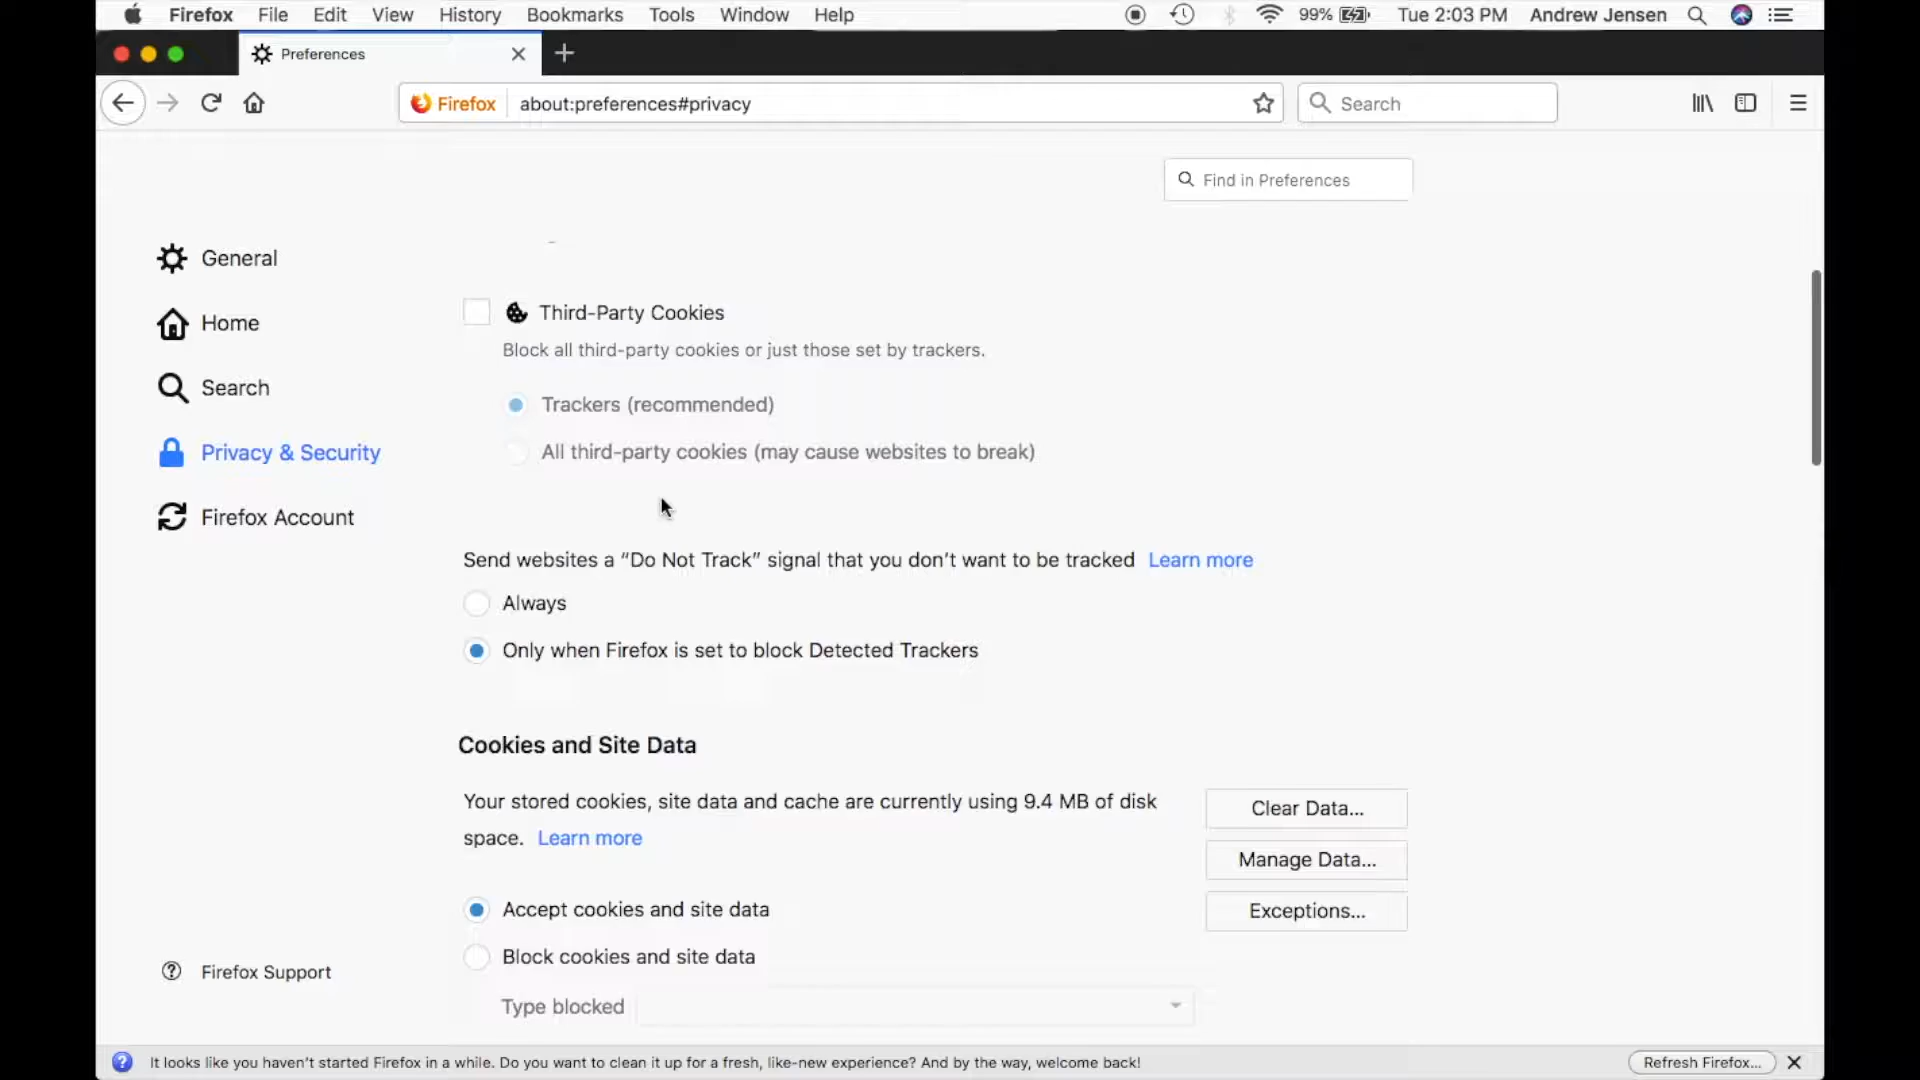 Firefox File Edit View History Bookmarks Tools Window Help 99% Tue 2:03 PM Andrew Jensen
Preferences
Firefox about:preferences#privacy Search
Find in Preferences
General
Home
Search
Privacy & Security
Firefox Account
Firefox Support
Third-Party Cookies
Block all third-party cookies or just those set by trackers.
Trackers (recommended)
All third-party cookies (may cause websites to break)
Send websites a “Do Not Track” signal that you don’t want to be tracked Learn more
Always
Only when Firefox is set to block Detected Trackers
Cookies and Site Data
Your stored cookies, site data and cache are currently using 9.4 MB of disk
space. Learn more
Clear Data...
Manage Data...
Exceptions...
Accept cookies and site data
Block cookies and site data
Type blocked
It looks like you haven’t started Firefox in a while. Do you want to clean it up for a fresh, like-new experience? And by the way, welcome back! Refresh Firefox...